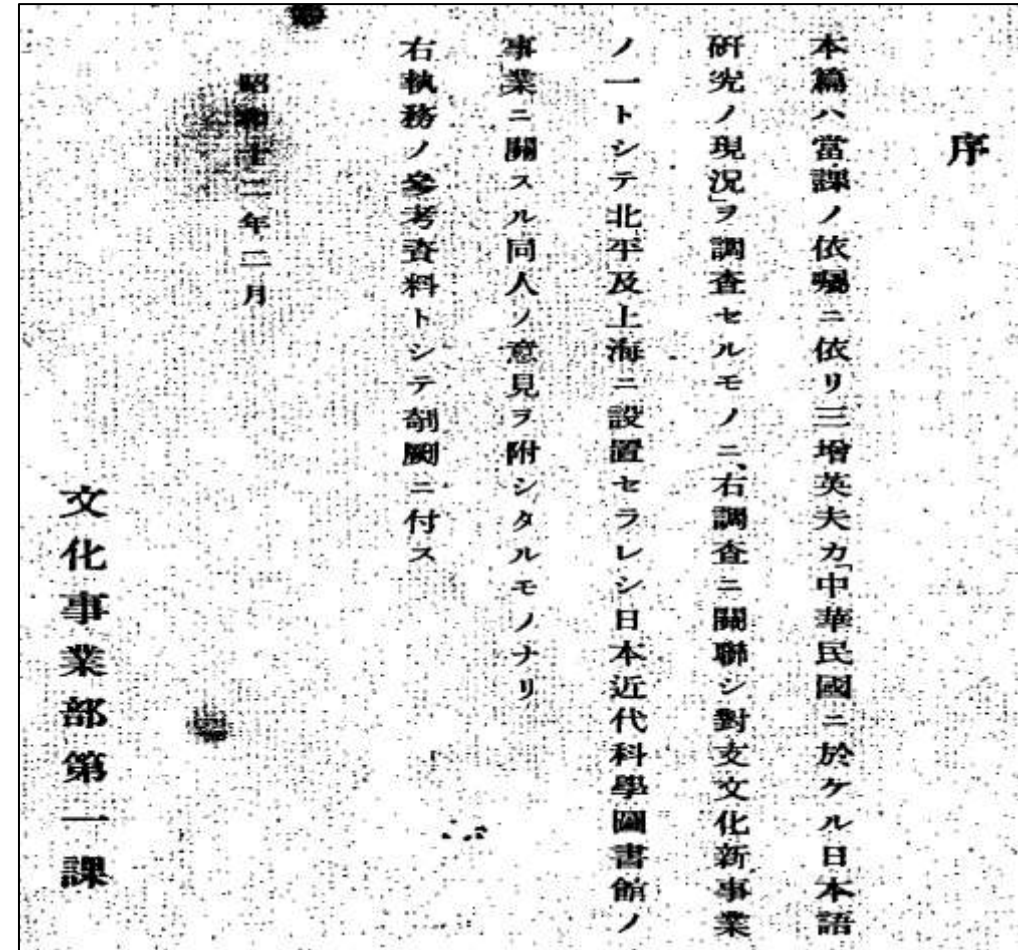 序
本篇ハ當課ノ依囑ニ依リ三增英夫カ「中華民國ニ於ケル日本語
研究ノ現況」ヲ調査セルモノニ、右調査ニ關聯シ對支文化新事業
ノ一トシテ北平及上海ニ設置セラレシ日本近代科學圖書館ノ
事業ニ關スル同人ノ意見ヲ附シタルモノナリ
右執務ノ參考資料トシテ剞劂ニ付ス
昭和十二年二月
文化事業部第一課